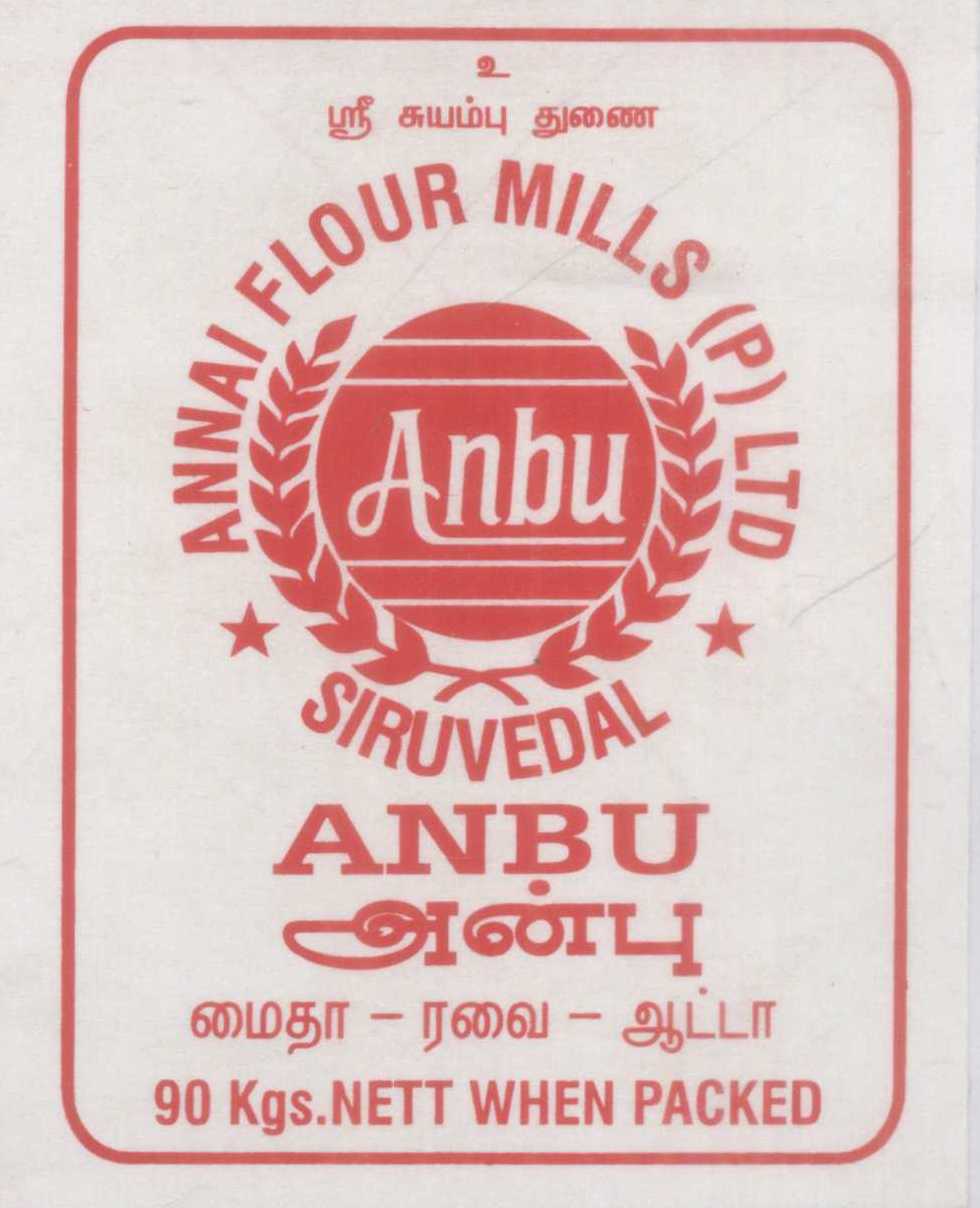 உ
ஸ்ரீ சுயம்பு துணை
ANNAI FLOUR MILLS (P) LTD
Anbu
SIRUVEDAL
ANBU
அன்பு
மைதா – ரவை – ஆட்டா
90 Kgs.NETT WHEN PACKED